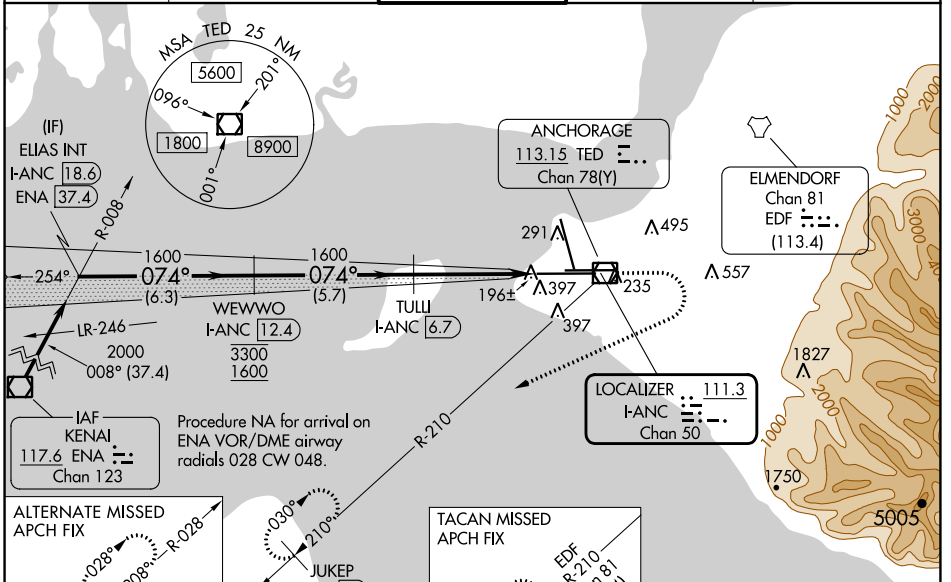 MSA TED 25 NM
5600
201°
096°
1800
8900
001°
(IF)
ELIAS INT
I-ANC 18.6
ENA 37.4
R-008
ANCHORAGE
113.15 TED
Chan 78(Y)
ELMENDORF
Chan 81
EDF
(113.4)
1000
2000
3000
291
495
254°
1600
074°
(6.3)
1600
074°
(5.7)
196±
397
235
557
397
WEWWO
I-ANC 12.4
3300
1600
TULLI
I-ANC 6.7
LR-246
2000
008° (37.4)
1827
2000
1000
LOCALIZER 111.3
I-ANC
Chan 50
IAF
KENAI
117.6 ENA
Chan 123
Procedure NA for arrival on
ENA VOR/DME airway
radials 028 CW 048.
R-210
1750
5005
ALTERNATE MISSED
APCH FIX
028°
R-028
030°
210°
JUKEP
TACAN MISSED
APCH FIX
EDF
R-210